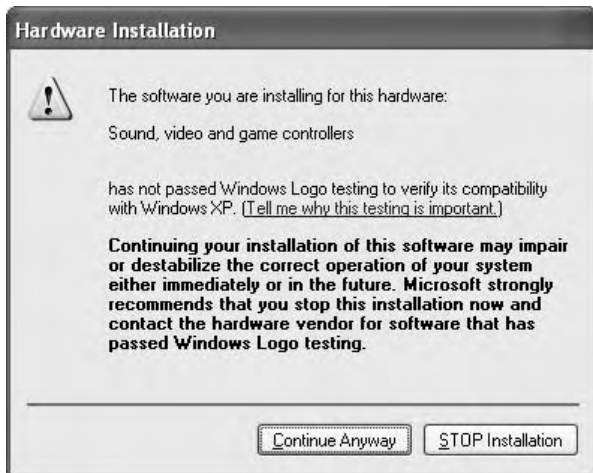 Hardware Installation
The software you are installing for this hardware:
Sound, video and game controllers
has not passed Windows Logo testing to verify its compatibility
with Windows XP. (Tell me why this testing is important.)
Continuing your installation of this software may impair
or destabilize the correct operation of your system
either immediately or in the future. Microsoft strongly
recommends that you stop this installation now and
contact the hardware vendor for software that has
passed Windows Logo testing.
Continue Anyway
STOP Installation